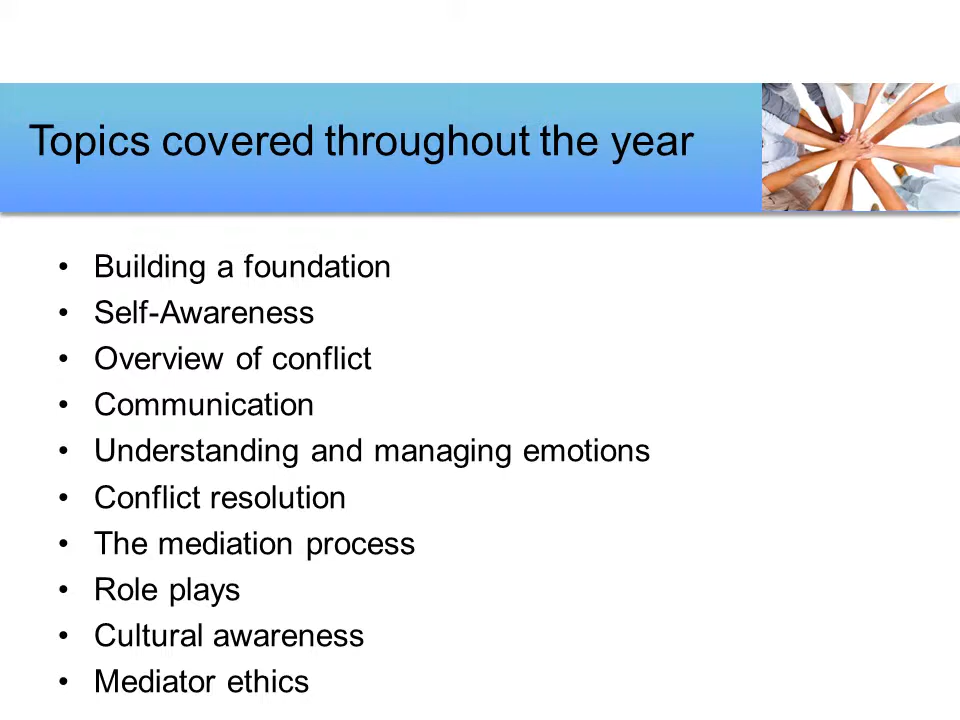 Topics covered throughout the year
• Building a foundation
• Self-Awareness
• Overview of conflict
• Communication
• Understanding and managing emotions
• Conflict resolution
• The mediation process
• Role plays
• Cultural awareness
• Mediator ethics